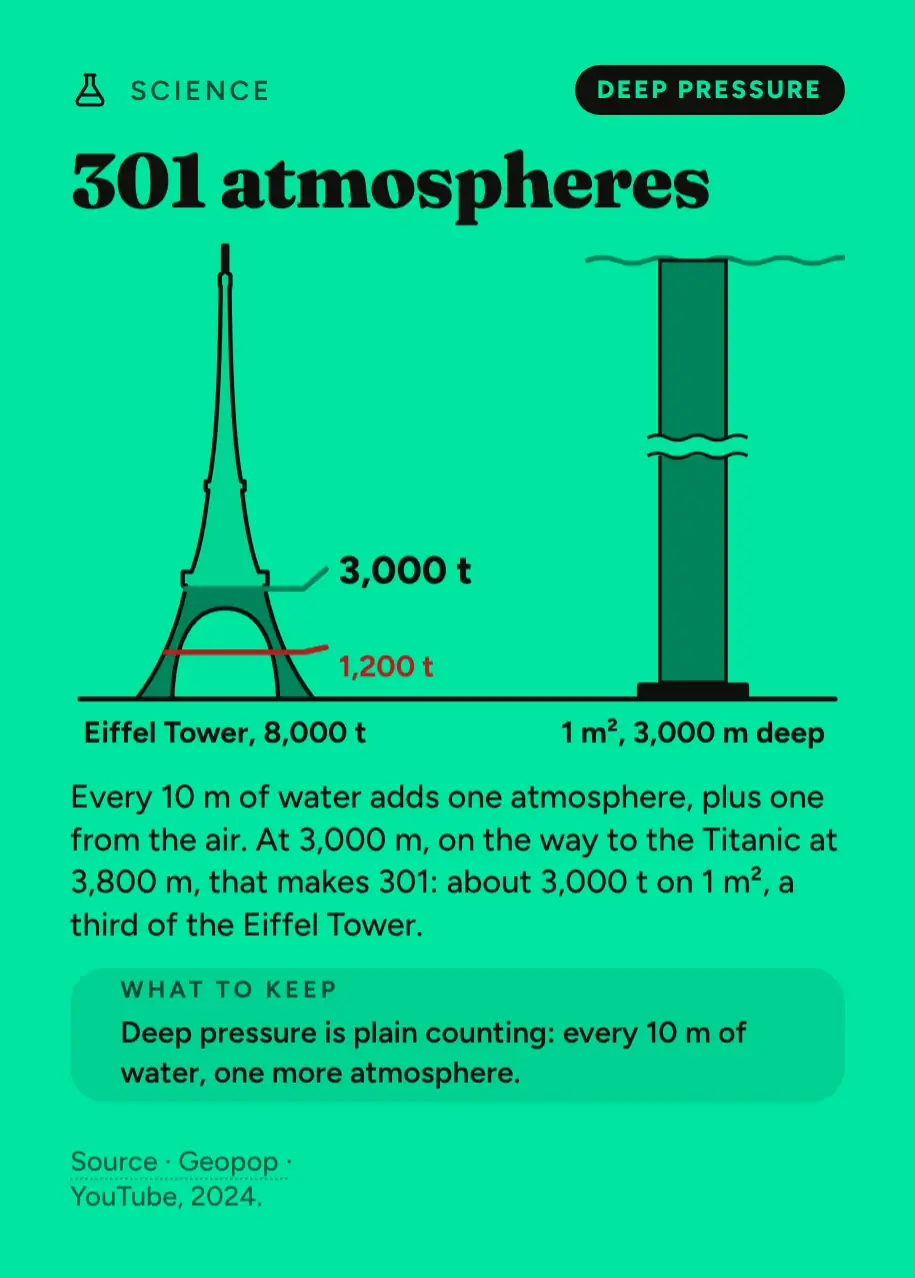 SCIENCE
DEEP PRESSURE
301 atmospheres
3,000 t
1,200 t
Eiffel Tower, 8,000 t
1 m², 3,000 m deep
Every 10 m of water adds one atmosphere, plus one
from the air. At 3,000 m, on the way to the Titanic at
3,800 m, that makes 301: about 3,000 t on 1 m², a
third of the Eiffel Tower.
WHAT TO KEEP
Deep pressure is plain counting: every 10 m of
water, one more atmosphere.
Source · Geopop ·
YouTube, 2024.